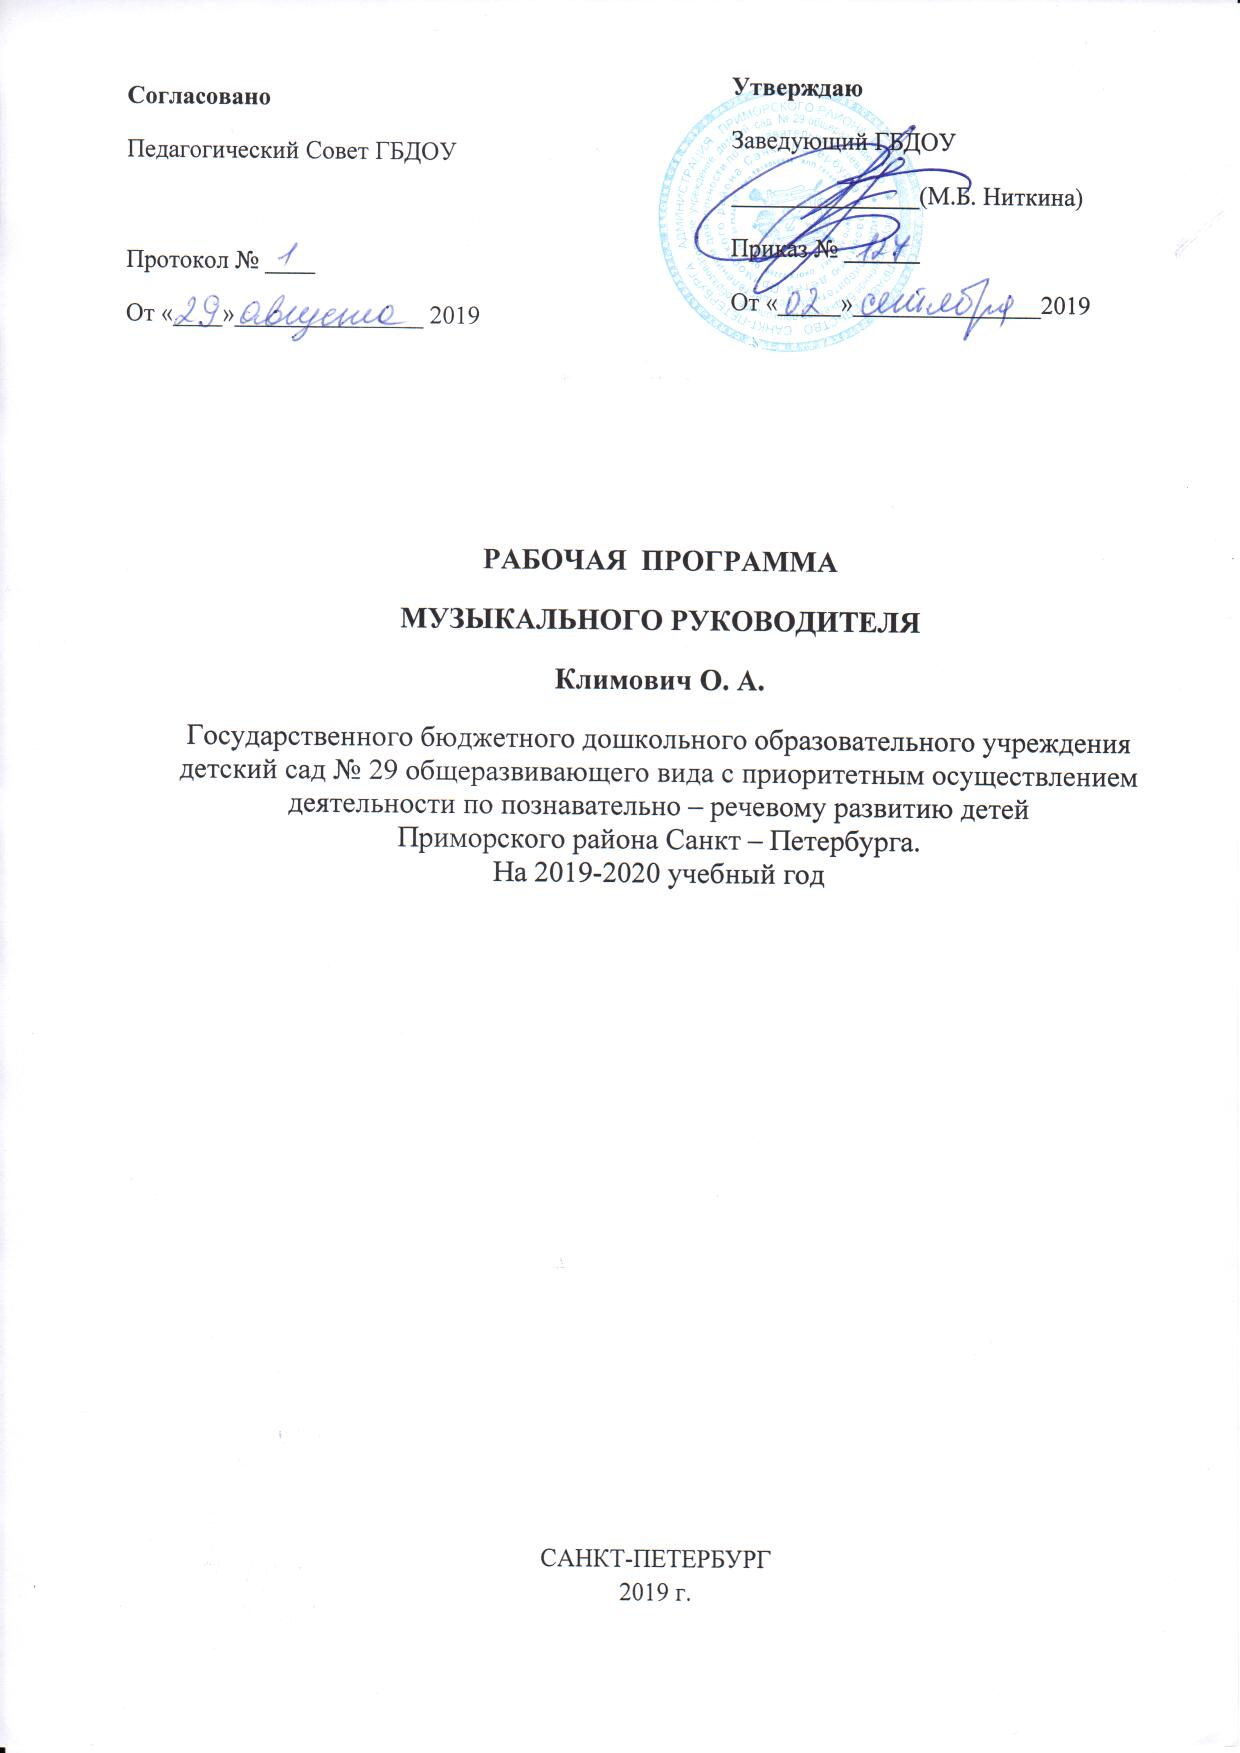 Согласовано
Педагогический Совет ГБДОУ
Протокол № 1
От «29» августа 2019
Утверждаю
Заведующий ГБДОУ
(М.Б. Ниткина)
Приказ № 127
От «02» сентября 2019
РАБОЧАЯ ПРОГРАММА
МУЗЫКАЛЬНОГО РУКОВОДИТЕЛЯ
Климович О. А.
Государственного бюджетного дошкольного образовательного учреждения
детский сад № 29 общеразвивающего вида с приоритетным осуществлением
деятельности по познавательно – речевому развитию детей
Приморского района Санкт – Петербурга.
На 2019-2020 учебный год
САНКТ-ПЕТЕРБУРГ
2019 г.